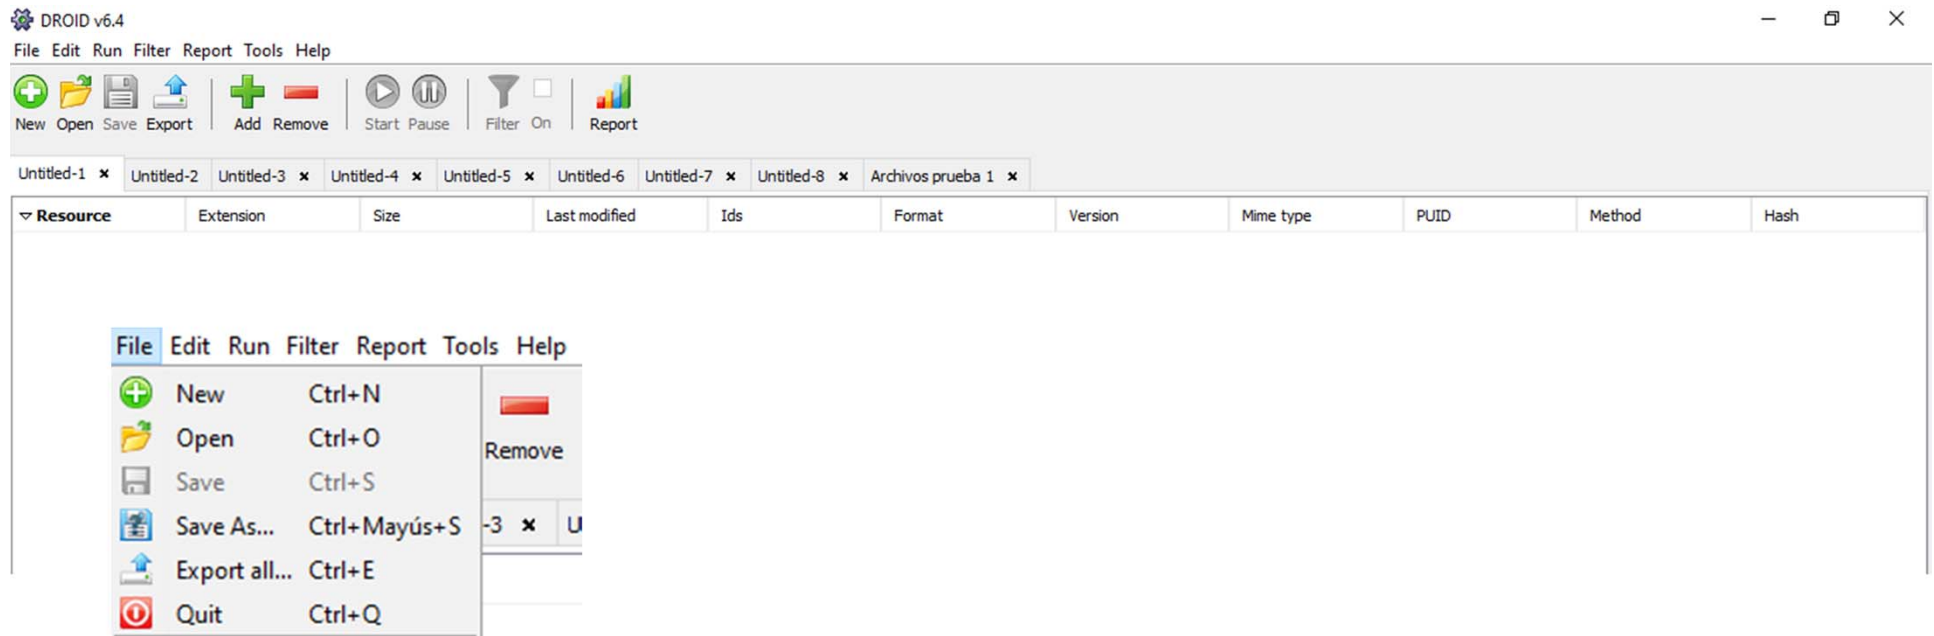 DROID v6.4
File Edit Run Filter Report Tools Help
New Open Save Export Add Remove Start Pause Filter On Report
Untitled-1 Untitled-2 Untitled-3 Untitled-4 Untitled-5 Untitled-6 Untitled-7 Untitled-8 Archivos prueba 1
Resource Extension Size Last modified Ids Format Version Mime type PUID Method Hash
File Edit Run Filter Report Tools Help
New Ctrl+N
Open Ctrl+O
Remove
Save Ctrl+S
Save As... Ctrl+Mayús+S -3 U
Export all... Ctrl+E
Quit Ctrl+Q